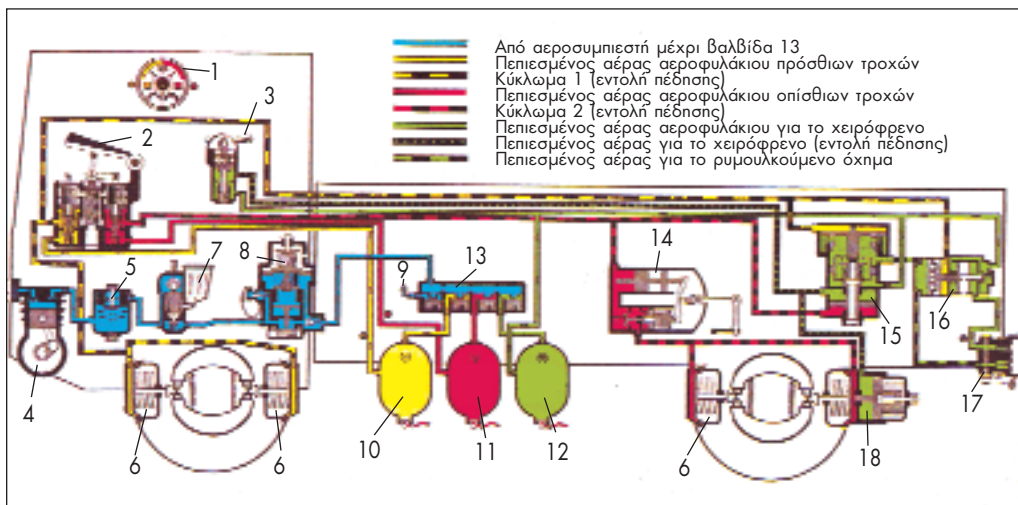 Από αεροσυμπιεστή μέχρι βαλβίδα 13
Πεπιεσμένος αέρας αεροφυλάκιου πρόσθιων τροχών
Κύκλωμα 1 (εντολή πέδησης)
Πεπιεσμένος αέρας αεροφυλάκιου οπίσθιων τροχών
Κύκλωμα 2 (εντολή πέδησης)
Πεπιεσμένος αέρας αεροφυλάκιου για το χειρόφρενο
Πεπιεσμένος αέρας για το χειρόφρενο (εντολή πέδησης)
Πεπιεσμένος αέρας για το ρυμουλκούμενο όχημα
1
2
3
4
5
6
6
7
8
9
10
11
12
13
14
15
16
17
6
18